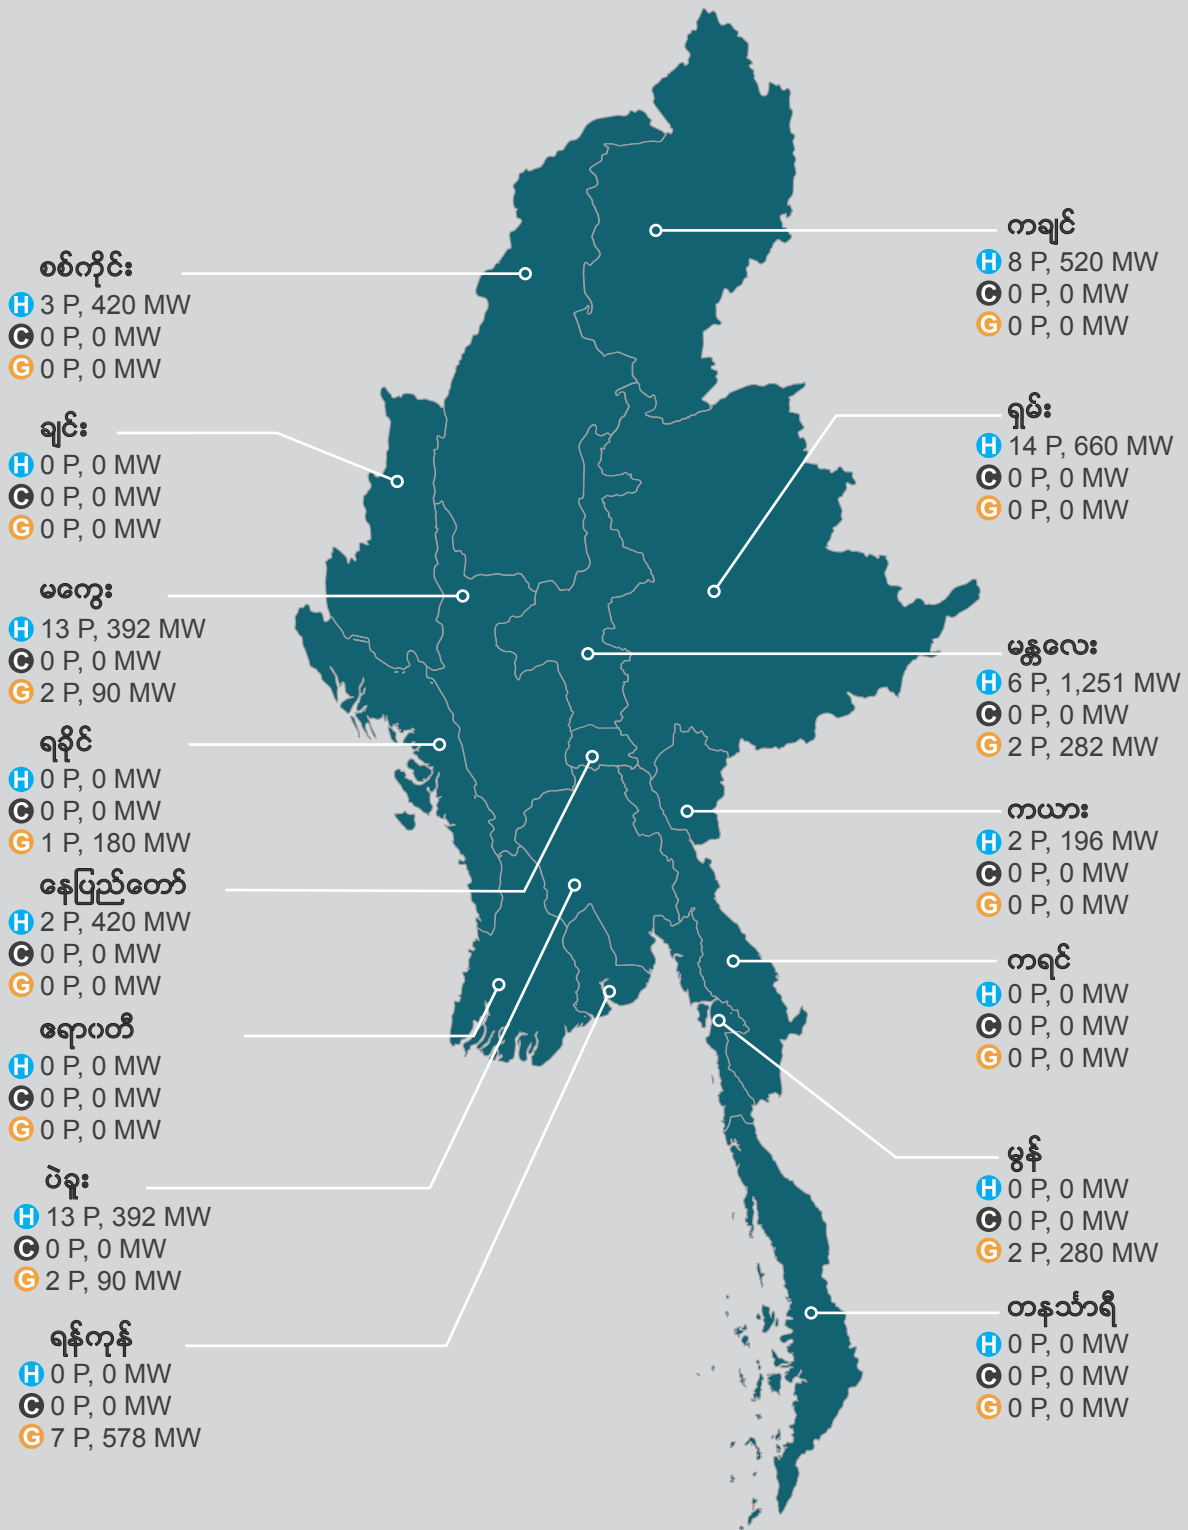 စစ်ကိုင်း
H 3 P, 420 MW
C 0 P, 0 MW
G 0 P, 0 MW
ချင်း
H 0 P, 0 MW
C 0 P, 0 MW
G 0 P, 0 MW
မကွေး
H 13 P, 392 MW
C 0 P, 0 MW
G 2 P, 90 MW
ရခိုင်
H 0 P, 0 MW
C 0 P, 0 MW
G 1 P, 180 MW
နေပြည်တော်
H 2 P, 420 MW
C 0 P, 0 MW
G 0 P, 0 MW
ဧရာဝတီ
H 0 P, 0 MW
C 0 P, 0 MW
G 0 P, 0 MW
ပဲခူး
H 13 P, 392 MW
C 0 P, 0 MW
G 2 P, 90 MW
ရန်ကုန်
H 0 P, 0 MW
C 0 P, 0 MW
G 7 P, 578 MW
ကချင်
H 8 P, 520 MW
C 0 P, 0 MW
G 0 P, 0 MW
ရှမ်း
H 14 P, 660 MW
C 0 P, 0 MW
G 0 P, 0 MW
မန္တလေး
H 6 P, 1,251 MW
C 0 P, 0 MW
G 2 P, 282 MW
ကယား
H 2 P, 196 MW
C 0 P, 0 MW
G 0 P, 0 MW
ကရင်
H 0 P, 0 MW
C 0 P, 0 MW
G 0 P, 0 MW
မွန်
H 0 P, 0 MW
C 0 P, 0 MW
G 2 P, 280 MW
တနင်္သာရီ
H 0 P, 0 MW
C 0 P, 0 MW
G 0 P, 0 MW